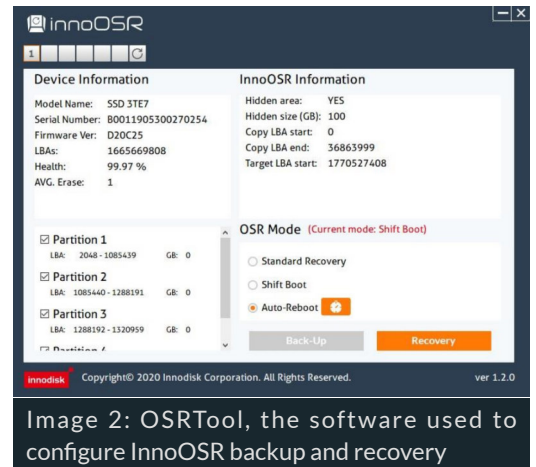 innoOSR
1
Device Information
Model Name: SSD 3TE7
Serial Number: B0011905300270254
Firmware Ver: D20C25
LBAs: 1665669808
Health: 99.97 %
AVG. Erase: 1
InnoOSR Information
Hidden area: YES
Hidden size (GB): 100
Copy LBA start: 0
Copy LBA end: 36863999
Target LBA start: 1770527408
Partition 1
LBA: 2048 - 1085439 GB: 0
Partition 2
LBA: 1085440 - 1288191 GB: 0
Partition 3
LBA: 1288192 - 1320959 GB: 0
OSR Mode (Current mode: Shift Boot)
Standard Recovery
Shift Boot
Auto-Reboot
Back-Up Recovery
innodisk Copyright© 2020 Innodisk Corporation. All Rights Reserved. ver 1.2.0
Image 2: OSRTool, the software used to
configure InnoOSR backup and recovery